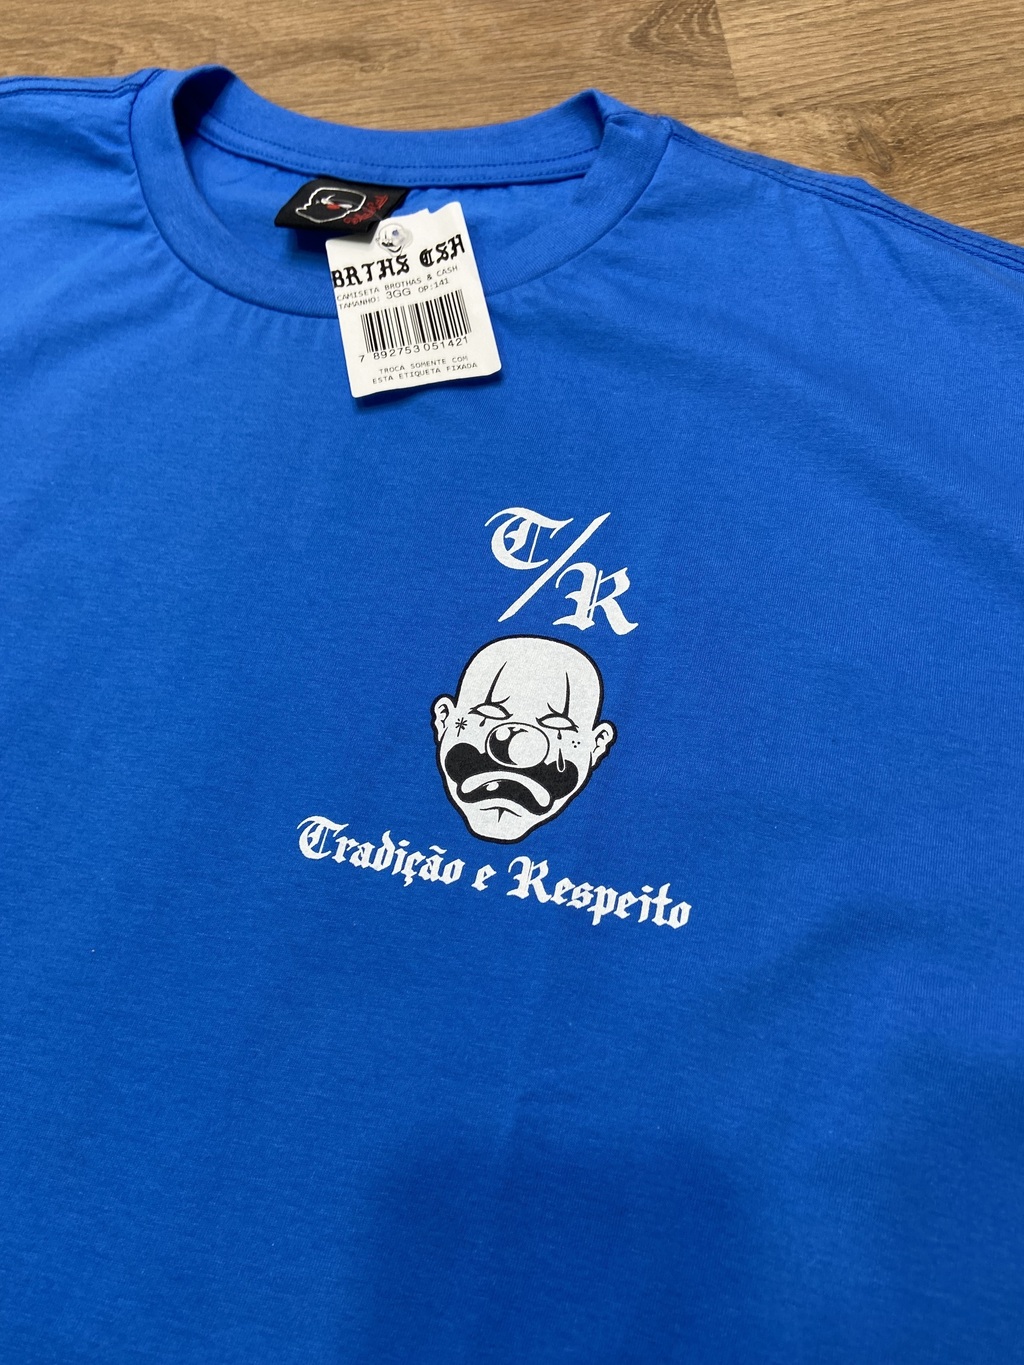 BRTHS CSH
CAMISETA BROTHAS & CASH
TAMANHO: 3GG OP:141
7 892753 051421
TROCA SOMENTE COM
ESTA ETIQUETA FIXADA
T/R
Tradição e Respeito